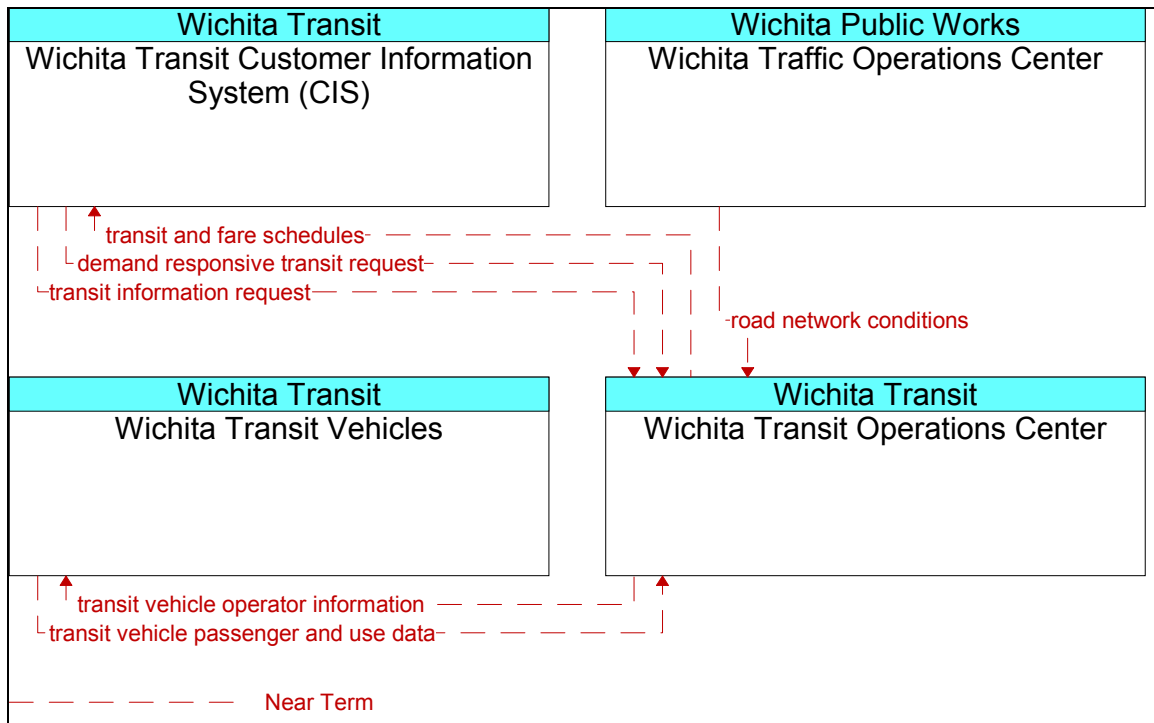 Wichita Transit
Wichita Transit Customer Information
System (CIS)
Wichita Public Works
Wichita Traffic Operations Center
transit and fare schedules
demand responsive transit request
transit information request
road network conditions
Wichita Transit
Wichita Transit Vehicles
Wichita Transit
Wichita Transit Operations Center
transit vehicle operator information
transit vehicle passenger and use data
Near Term